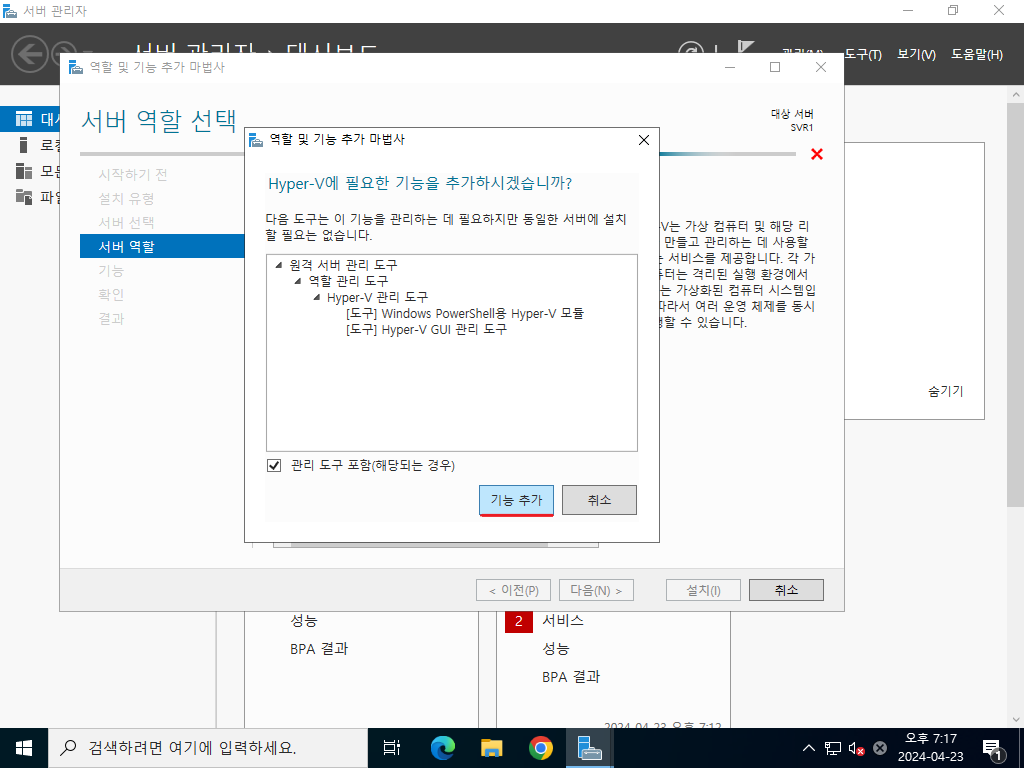 서버 관리자
서버 관리자 · 대시보드
도구(T) 보기(V) 도움말(H)
역할 및 기능 추가 마법사
서버 역할 선택
대상 서버
SVR1
시작하기 전
설치 유형
서버 선택
서버 역할
기능
확인
결과
역할 및 기능 추가 마법사
Hyper-V에 필요한 기능을 추가하시겠습니까?
다음 도구는 이 기능을 관리하는 데 필요하지만 동일한 서버에 설치
할 필요는 없습니다.
원격 서버 관리 도구
역할 관리 도구
Hyper-V 관리 도구
[도구] Windows PowerShell용 Hyper-V 모듈
[도구] Hyper-V GUI 관리 도구
관리 도구 포함(해당되는 경우)
기능 추가 취소
V는 가상 컴퓨터 및 해당 리
만들고 관리하는 데 사용할
서비스를 제공합니다. 각 가
터는 격리된 실행 환경에서
는 가상화된 컴퓨터 시스템입
따라서 여러 운영 체제를 동시
할 수 있습니다.
숨기기
< 이전(P) 다음(N) > 설치(I) 취소
성능
BPA 결과
2 서비스
성능
BPA 결과
2024-04-23 오후 7:12
검색하려면 여기에 입력하세요.
오후 7:17
2024-04-23
1